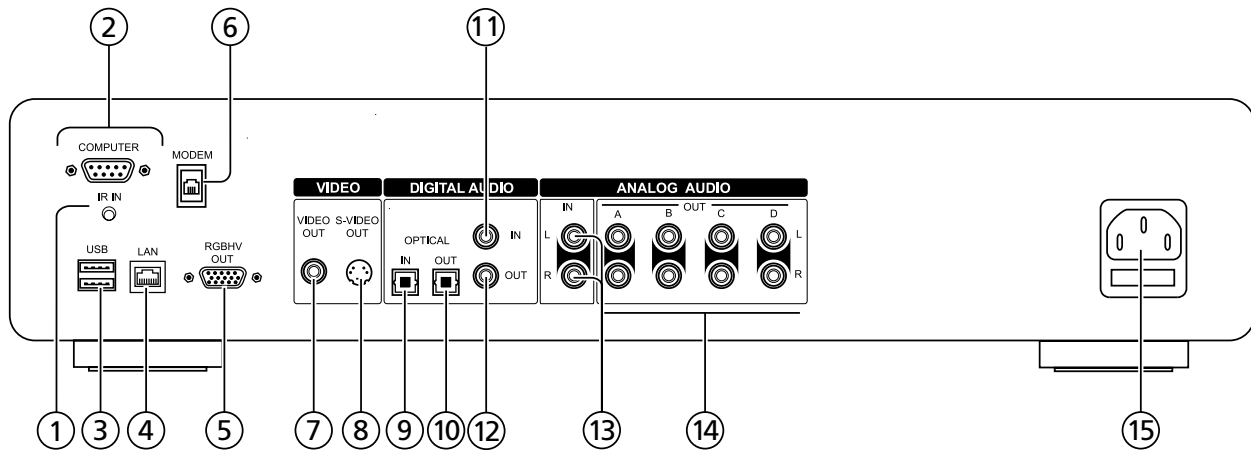 2 6 11
COMPUTER
MODEM
IR IN
VIDEO DIGITAL AUDIO ANALOG AUDIO
IN OUT
A B C D
VIDEO OUT S-VIDEO OUT
L IN L
OPTICAL
USB LAN RGBHV OUT
IN OUT
R OUT R
1 3 4 5 7 8 9 10 12 13 14 15